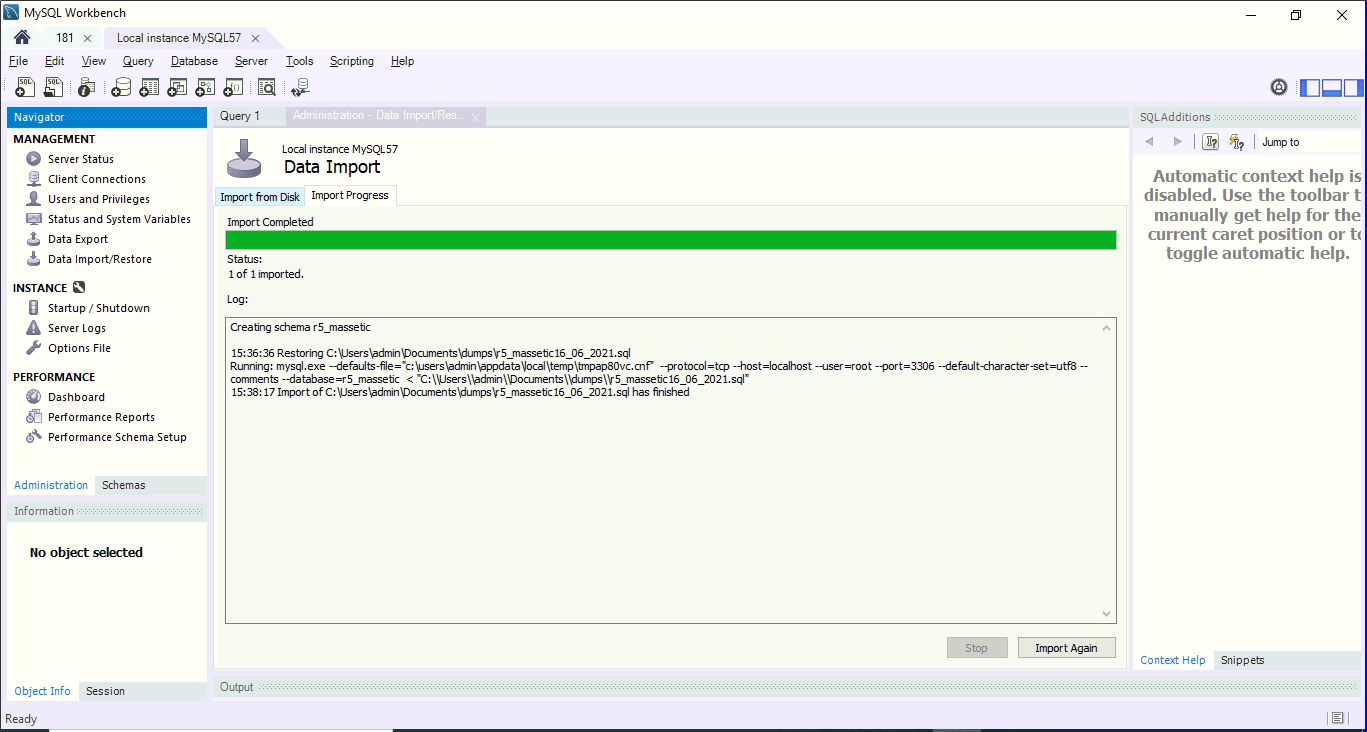 MySQL Workbench
181
Local instance MySQL57
File Edit View Query Database Server Tools Scripting Help
Navigator
MANAGEMENT
Server Status
Client Connections
Users and Privileges
Status and System Variables
Data Export
Data Import/Restore
INSTANCE
Startup / Shutdown
Server Logs
Options File
PERFORMANCE
Dashboard
Performance Reports
Performance Schema Setup
Administration Schemas
Information
No object selected
Object Info Session
Query 1
Administration - Data Import/Res...
Local instance MySQL57
Data Import
Import from Disk Import Progress
Import Completed
Status:
1 of 1 imported.
Log:
Creating schema r5_massetic
15:36:36 Restoring C:\Users\admin\Documents\dumps\r5_massetic16_06_2021.sql
Running: mysql.exe --defaults-file="c:\users\admin\appdata\local\temp\tmpap80vc.cnf" --protocol=tcp --host=localhost --user=root --port=3306 --default-character-set=utf8 --
comments --database=r5_massetic < "C:\\Users\\admin\\Documents\\dumps\\r5_massetic16_06_2021.sql"
15:38:17 Import of C:\Users\admin\Documents\dumps\r5_massetic16_06_2021.sql has finished
Stop Import Again
Output
SQLAdditions
Jump to
Automatic context help is
disabled. Use the toolbar t
manually get help for the
current caret position or to
toggle automatic help.
Context Help Snippets
Ready